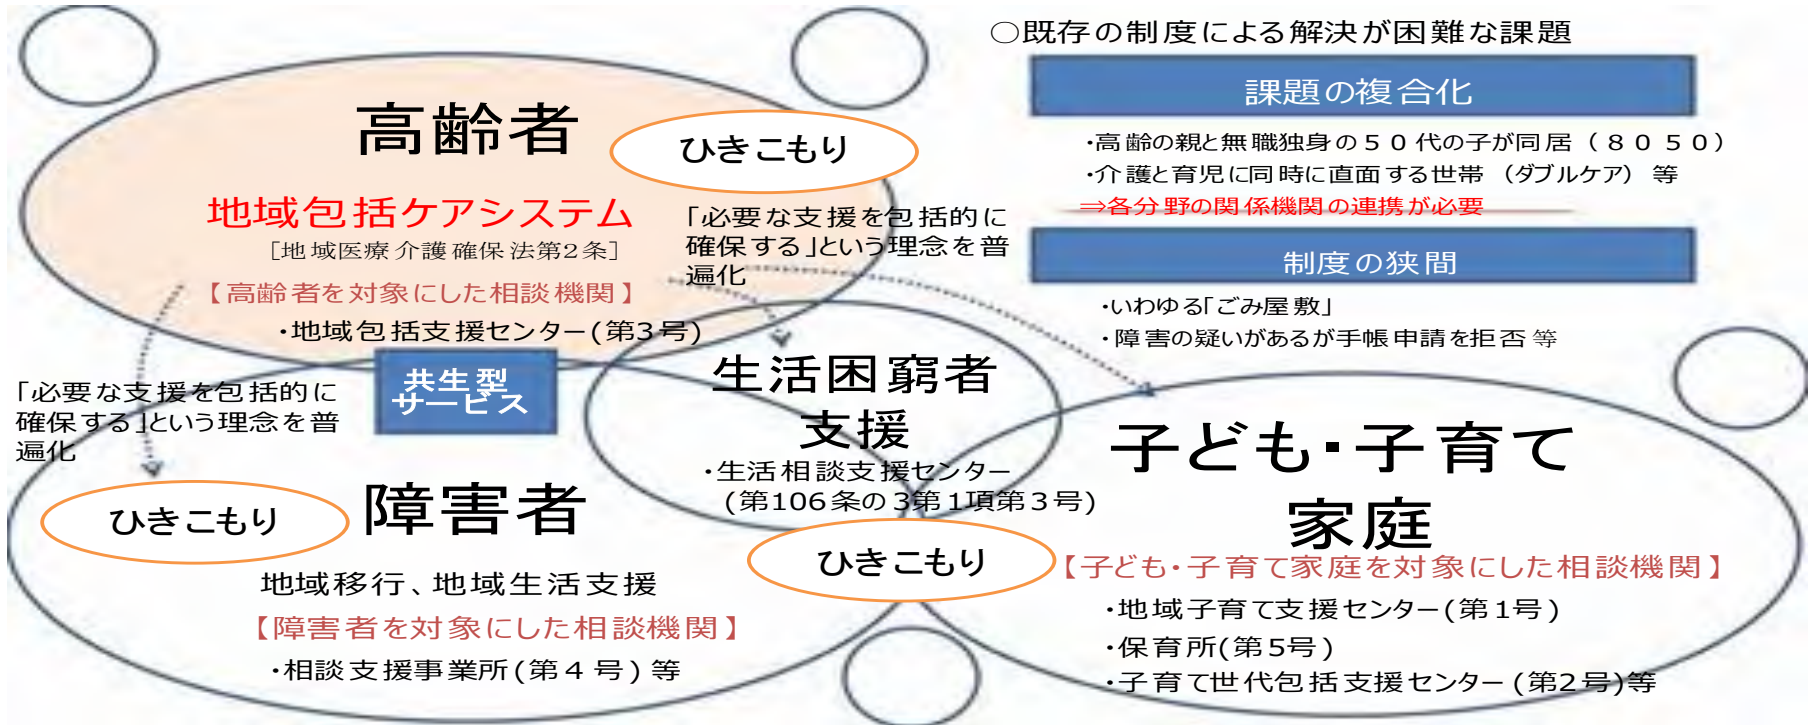 高齢者
ひきこもり
地域包括ケアシステム
[地域医療介護確保法第2条]
【高齢者を対象にした相談機関】
・地域包括支援センター(第3号)
「必要な支援を包括的に
確保する」という理念を普
遍化
○既存の制度による解決が困難な課題
課題の複合化
・高齢の親と無職独身の50代の子が同居（8050）
・介護と育児に同時に直面する世帯（ダブルケア）等
⇒各分野の関係機関の連携が必要
制度の狭間
・いわゆる「ごみ屋敷」
・障害の疑いがあるが手帳申請を拒否等
共生型
サービス
「必要な支援を包括的に
確保する」という理念を普
遍化
ひきこもり
障害者
地域移行、地域生活支援
【障害者を対象にした相談機関】
・相談支援事業所(第4号)等
生活困窮者
支援
・生活相談支援センター
(第106条の3第1項第3号)
ひきこもり
子ども・子育て
家庭
【子ども・子育て家庭を対象にした相談機関】
・地域子育て支援センター(第1号)
・保育所(第5号)
・子育て世代包括支援センター(第2号)等